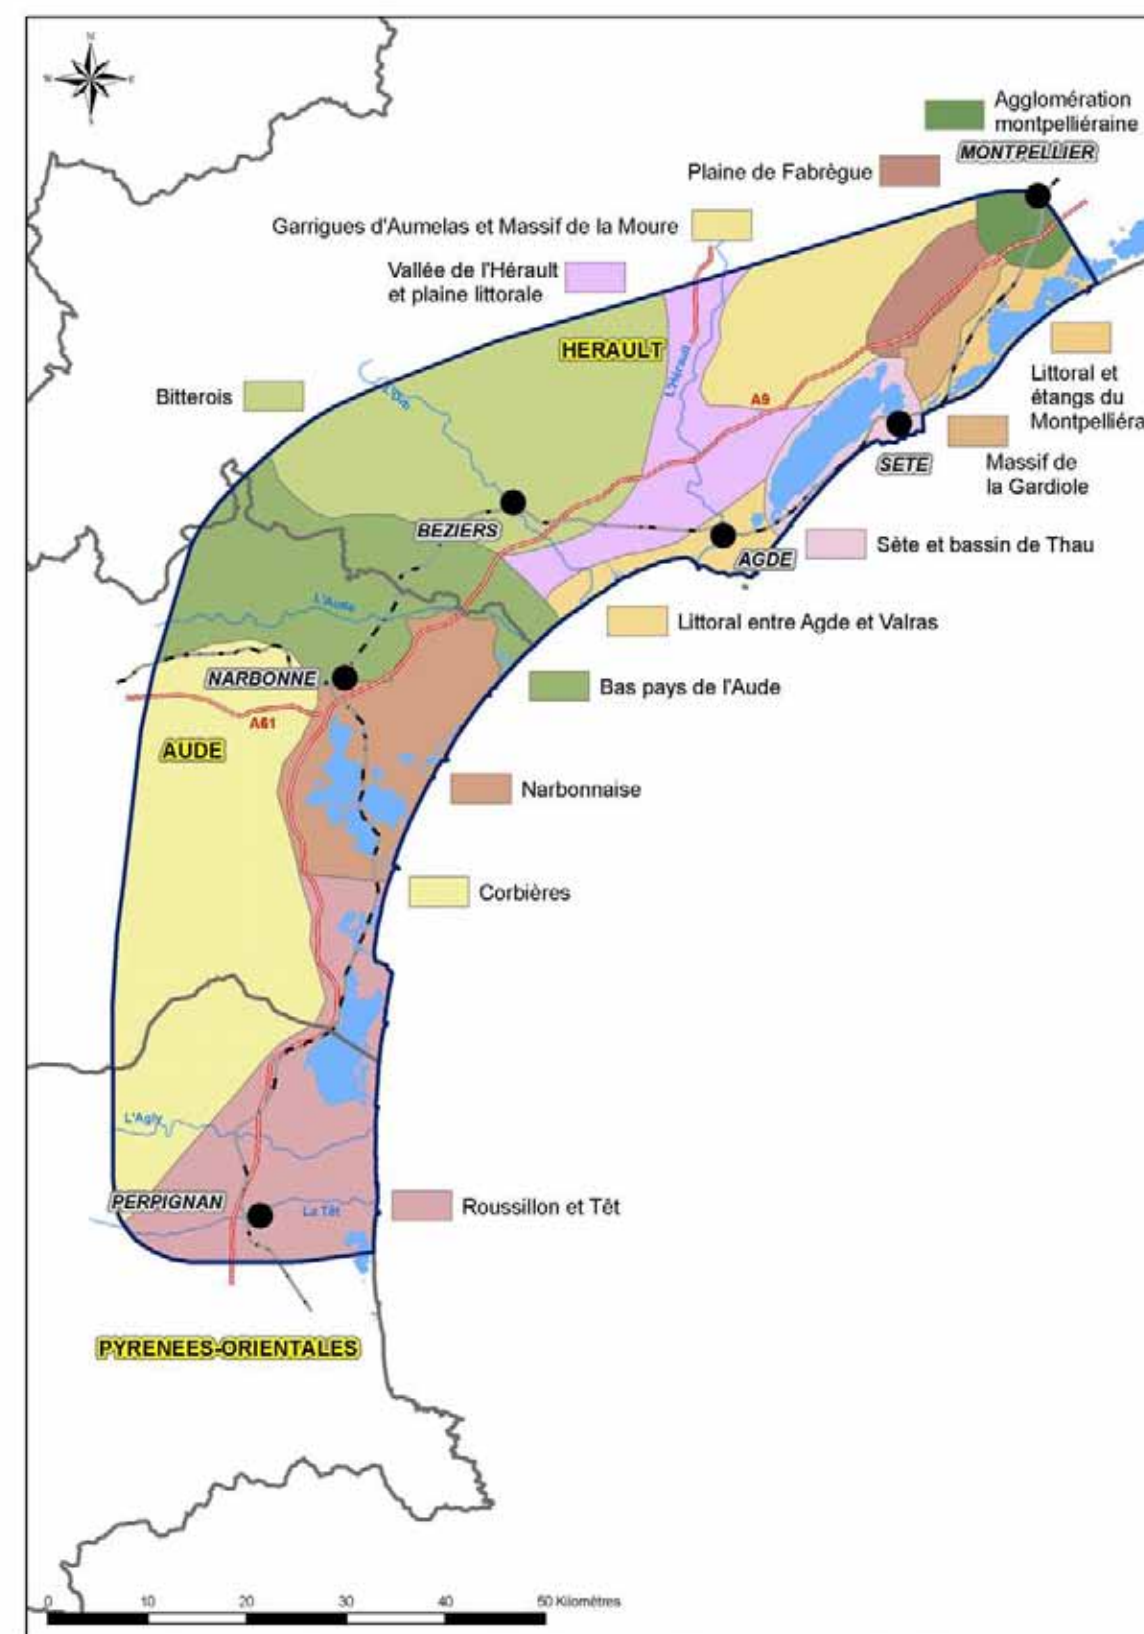 N
W
E
S
Agglomération
montpelliéraine
MONTPELLIER
Plaine de Fabrègue
Garrigues d'Aumelas et Massif de la Moure
Vallée de l'Hérault
et plaine littorale
HERAULT
L'Hérault
Bitterois
L'Orb
A9
Littoral et
étangs du
Montpelliéra
SETE
Massif de
la Gardiole
BEZIERS
AGDE
Sète et bassin de Thau
L'Aude
Littoral entre Agde et Valras
NARBONNE
Bas pays de l'Aude
A61
AUDE
Narbonnaise
Corbières
L'Agly
PERPIGNAN
La Têt
Roussillon et Têt
PYRENEES-ORIENTALES
0 10 20 30 40 50 Kilomètres